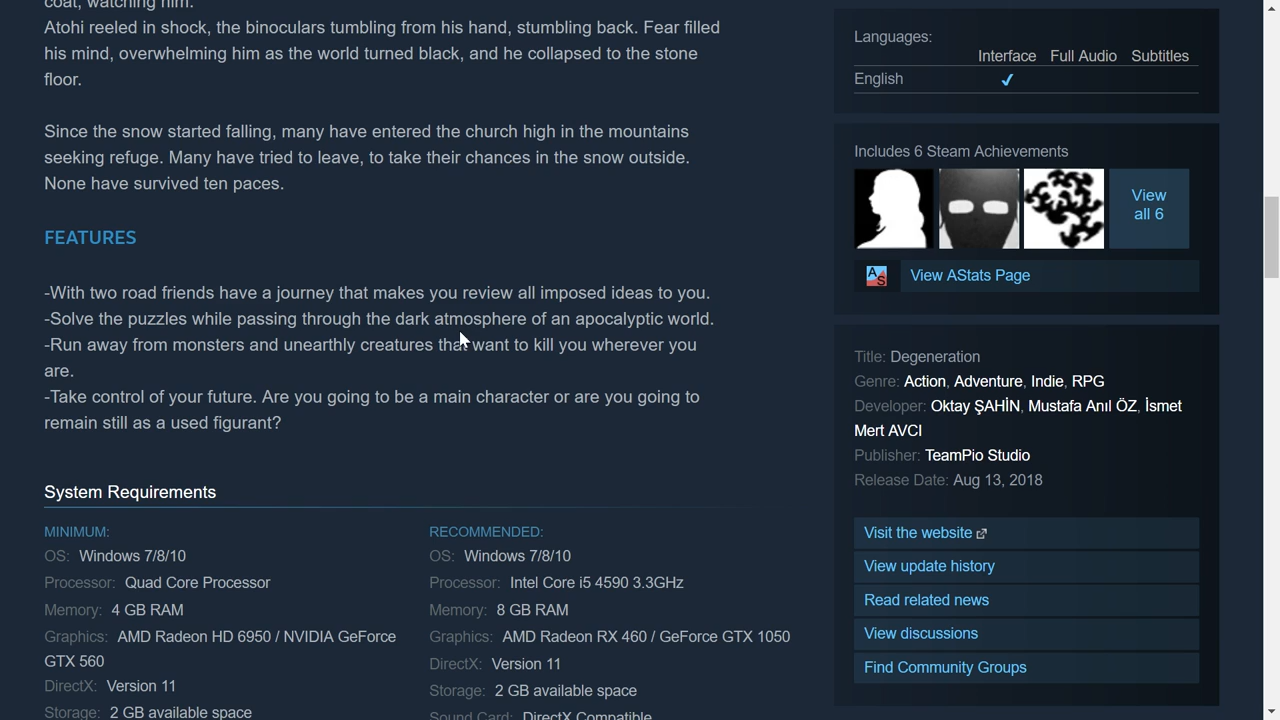 coat, watching him.
Atohi reeled in shock, the binoculars tumbling from his hand, stumbling back. Fear filled
his mind, overwhelming him as the world turned black, and he collapsed to the stone
floor.
Since the snow started falling, many have entered the church high in the mountains
seeking refuge. Many have tried to leave, to take their chances in the snow outside.
None have survived ten paces.
FEATURES
-With two road friends have a journey that makes you review all imposed ideas to you.
-Solve the puzzles while passing through the dark atmosphere of an apocalyptic world.
-Run away from monsters and unearthly creatures that want to kill you wherever you
are.
-Take control of your future. Are you going to be a main character or are you going to
remain still as a used figurant?
System Requirements
MINIMUM:
OS: Windows 7/8/10
Processor: Quad Core Processor
Memory: 4 GB RAM
Graphics: AMD Radeon HD 6950 / NVIDIA GeForce
GTX 560
DirectX: Version 11
Storage: 2 GB available space
RECOMMENDED:
OS: Windows 7/8/10
Processor: Intel Core i5 4590 3.3GHz
Memory: 8 GB RAM
Graphics: AMD Radeon RX 460 / GeForce GTX 1050
DirectX: Version 11
Storage: 2 GB available space
Sound Card: DirectX Compatible
Languages:
Interface Full Audio Subtitles
English ✔
Includes 6 Steam Achievements
View
all 6
AS View AStats Page
Title: Degeneration
Genre: Action, Adventure, Indie, RPG
Developer: Oktay ŞAHİN, Mustafa Anıl ÖZ, İsmet
Mert AVCI
Publisher: TeamPio Studio
Release Date: Aug 13, 2018
Visit the website
View update history
Read related news
View discussions
Find Community Groups